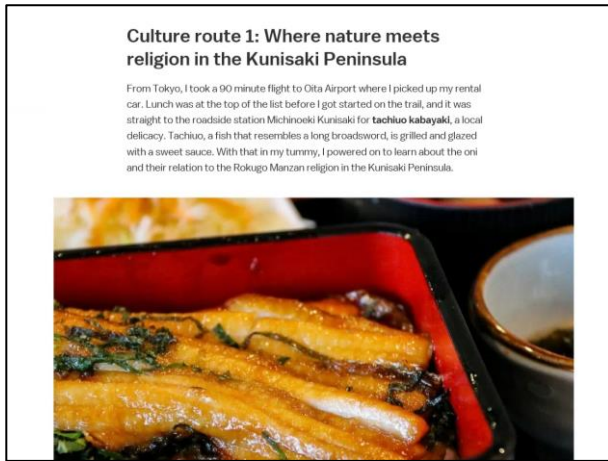 Culture route 1: Where nature meets
religion in the Kunisaki Peninsula
From Tokyo, I took a 90 minute flight to Oita Airport where I picked up my rental
car. Lunch was at the top of the list before I got started on the trail, and it was
straight to the roadside station Michinoeki Kunisaki for tachiuo kabayaki, a local
delicacy. Tachiuo, a fish that resembles a long broadsword, is grilled and glazed
with a sweet sauce. With that in my tummy, I powered on to learn about the oni
and their relation to the Rokugo Manzan religion in the Kunisaki Peninsula.